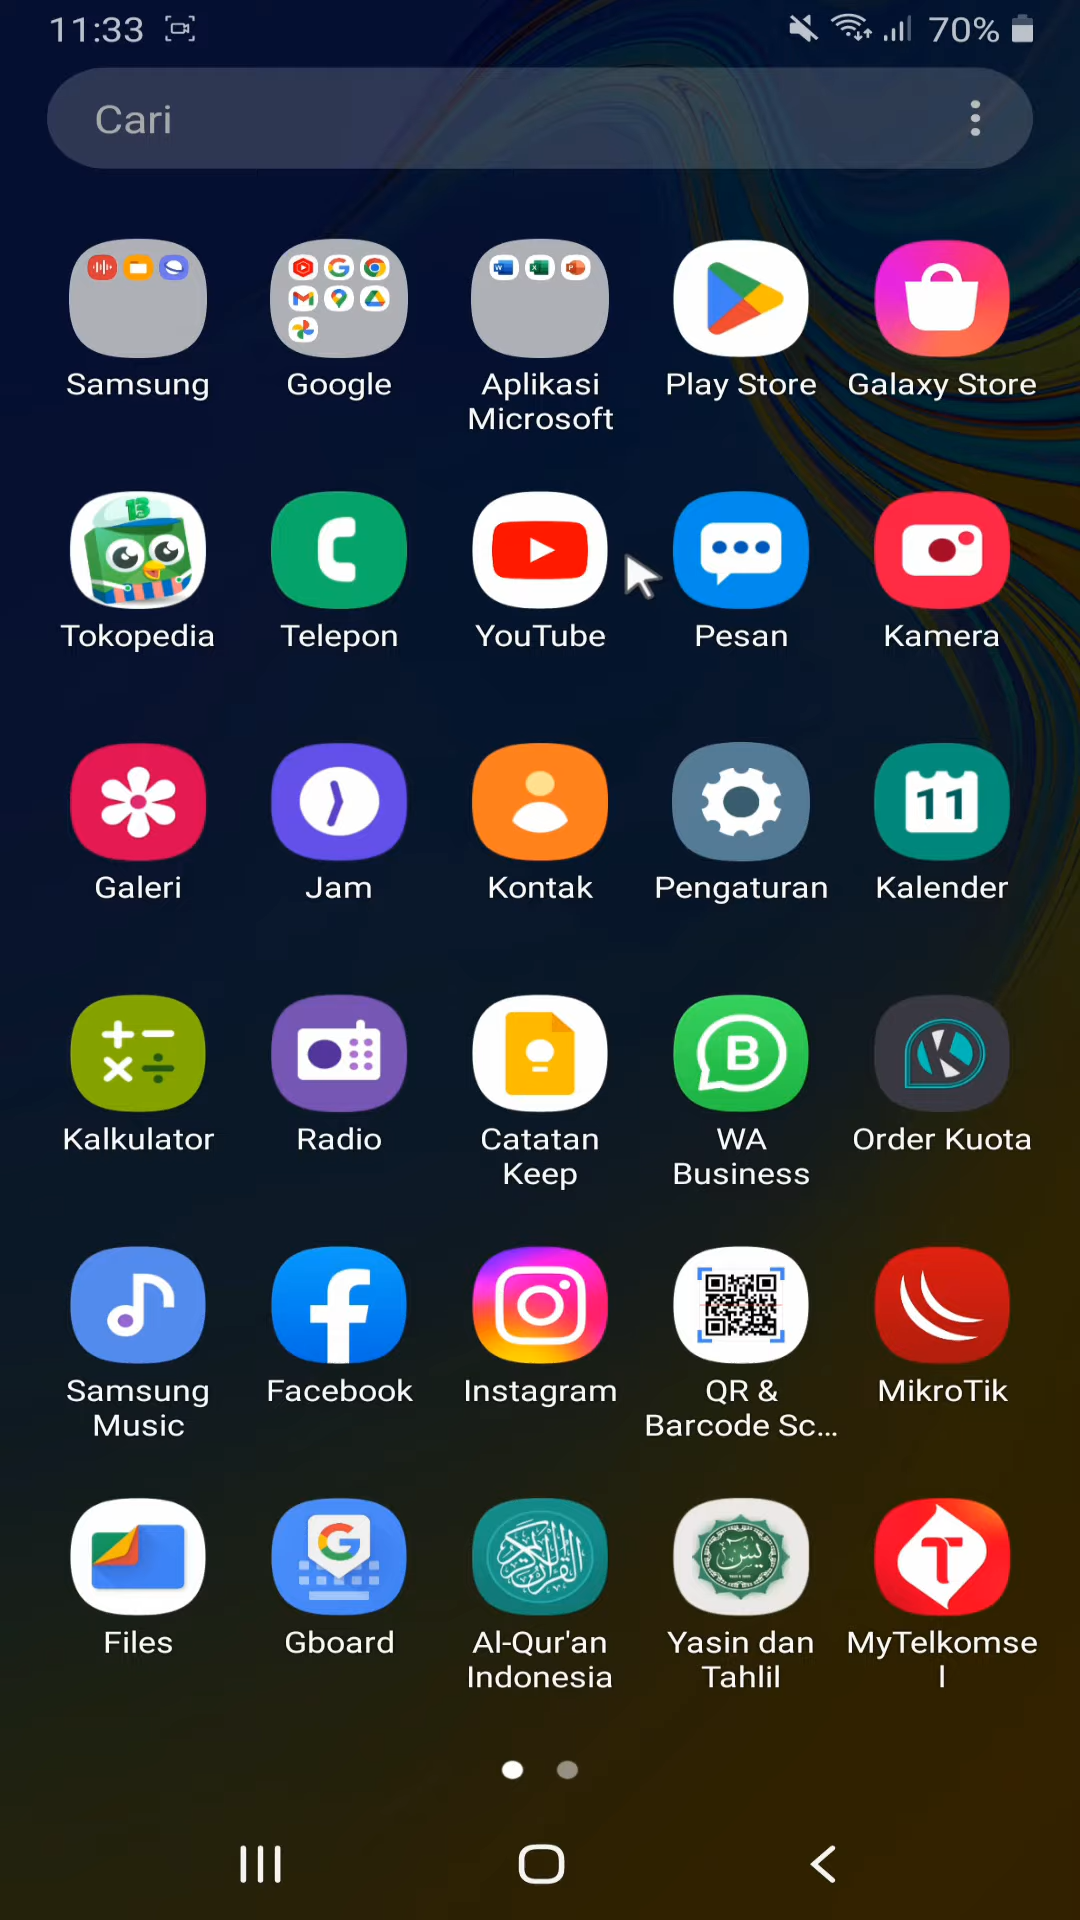 11:33 70%
Cari
Samsung Google Aplikasi Microsoft Play Store Galaxy Store
13
Tokopedia Telepon YouTube Pesan Kamera
11
Galeri Jam Kontak Pengaturan Kalender
B K
Kalkulator Radio Catatan Keep WA Business Order Kuota
Samsung Music Facebook Instagram QR & Barcode Sc... MikroTik
Files Gboard Al-Qur'an Indonesia Yasin dan Tahlil MyTelkomsel